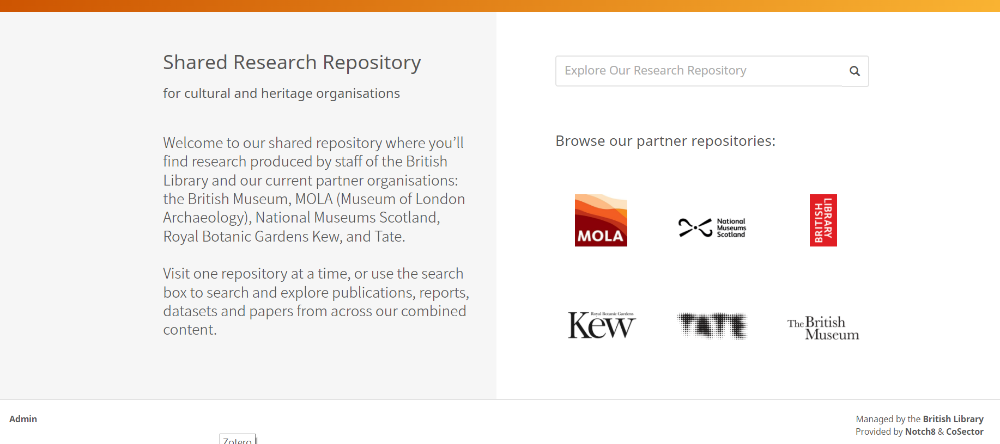 Shared Research Repository
for cultural and heritage organisations
Welcome to our shared repository where you’ll
find research produced by staff of the British
Library and our current partner organisations:
the British Museum, MOLA (Museum of London
Archaeology), National Museums Scotland,
Royal Botanic Gardens Kew, and Tate.
Visit one repository at a time, or use the search
box to search and explore publications, reports,
datasets and papers from across our combined
content.
Explore Our Research Repository
Browse our partner repositories:
MOLA
National
Museums
Scotland
BRITISH
LIBRARY
Royal Botanic Gardens
Kew
TATE
The British
Museum
Admin
Managed by the British Library
Provided by Notch8 & CoSector
Zotero